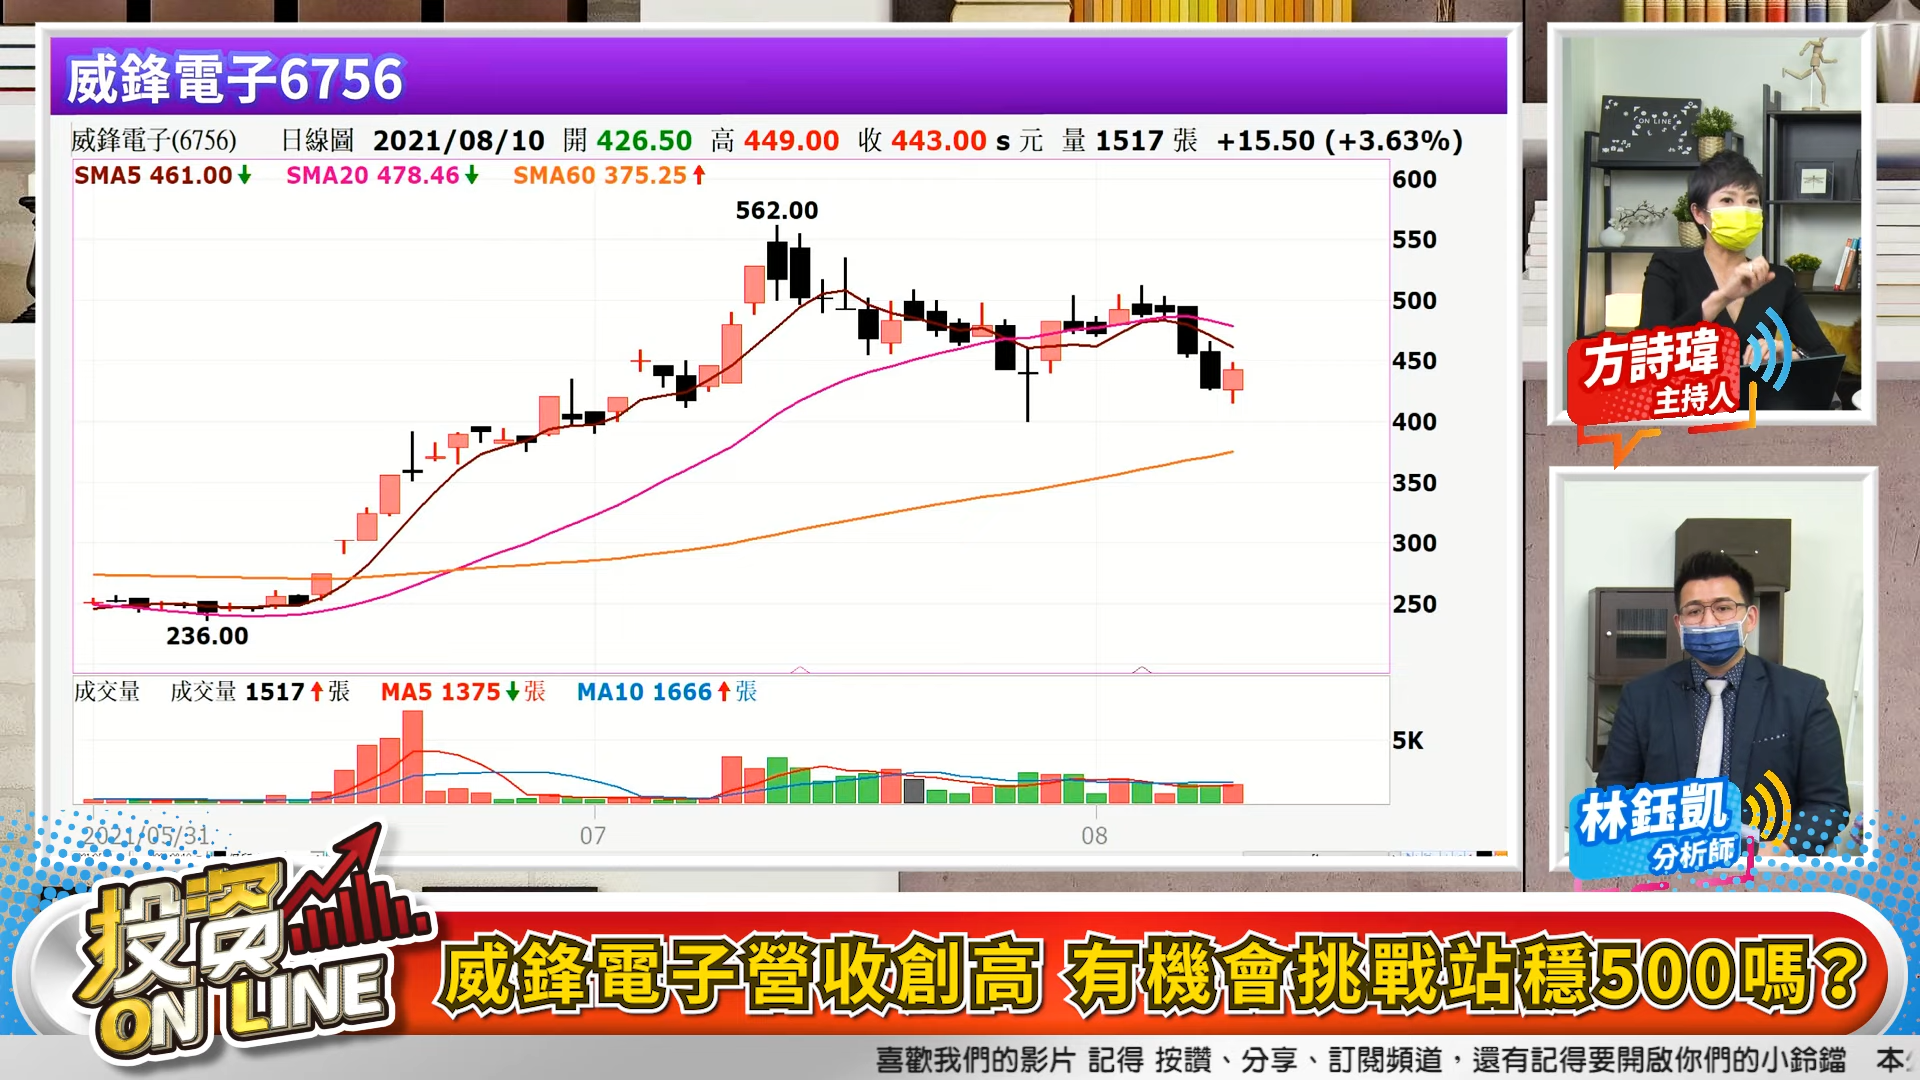 威鋒電子6756
威鋒電子(6756) 日線圖 2021/08/10 開 426.50 高 449.00 收 443.00 s 元 量 1517 張 +15.50 (+3.63%)
SMA5 461.00↓ SMA20 478.46↓ SMA60 375.25↑
600
562.00
550
500
450
400
350
300
250
236.00
成交量 成交量 1517↑張 MA5 1375↓張 MA10 1666↑張
5K
2021/05/31 07 08
ON LINE
方詩瑋
主持人
林鈺凱
分析師
投資
ON LINE
威鋒電子營收創高 有機會挑戰站穩500嗎?
喜歡我們的影片 記得 按讚、分享、訂閱頻道，還有記得要開啟你們的小鈴鐺 本